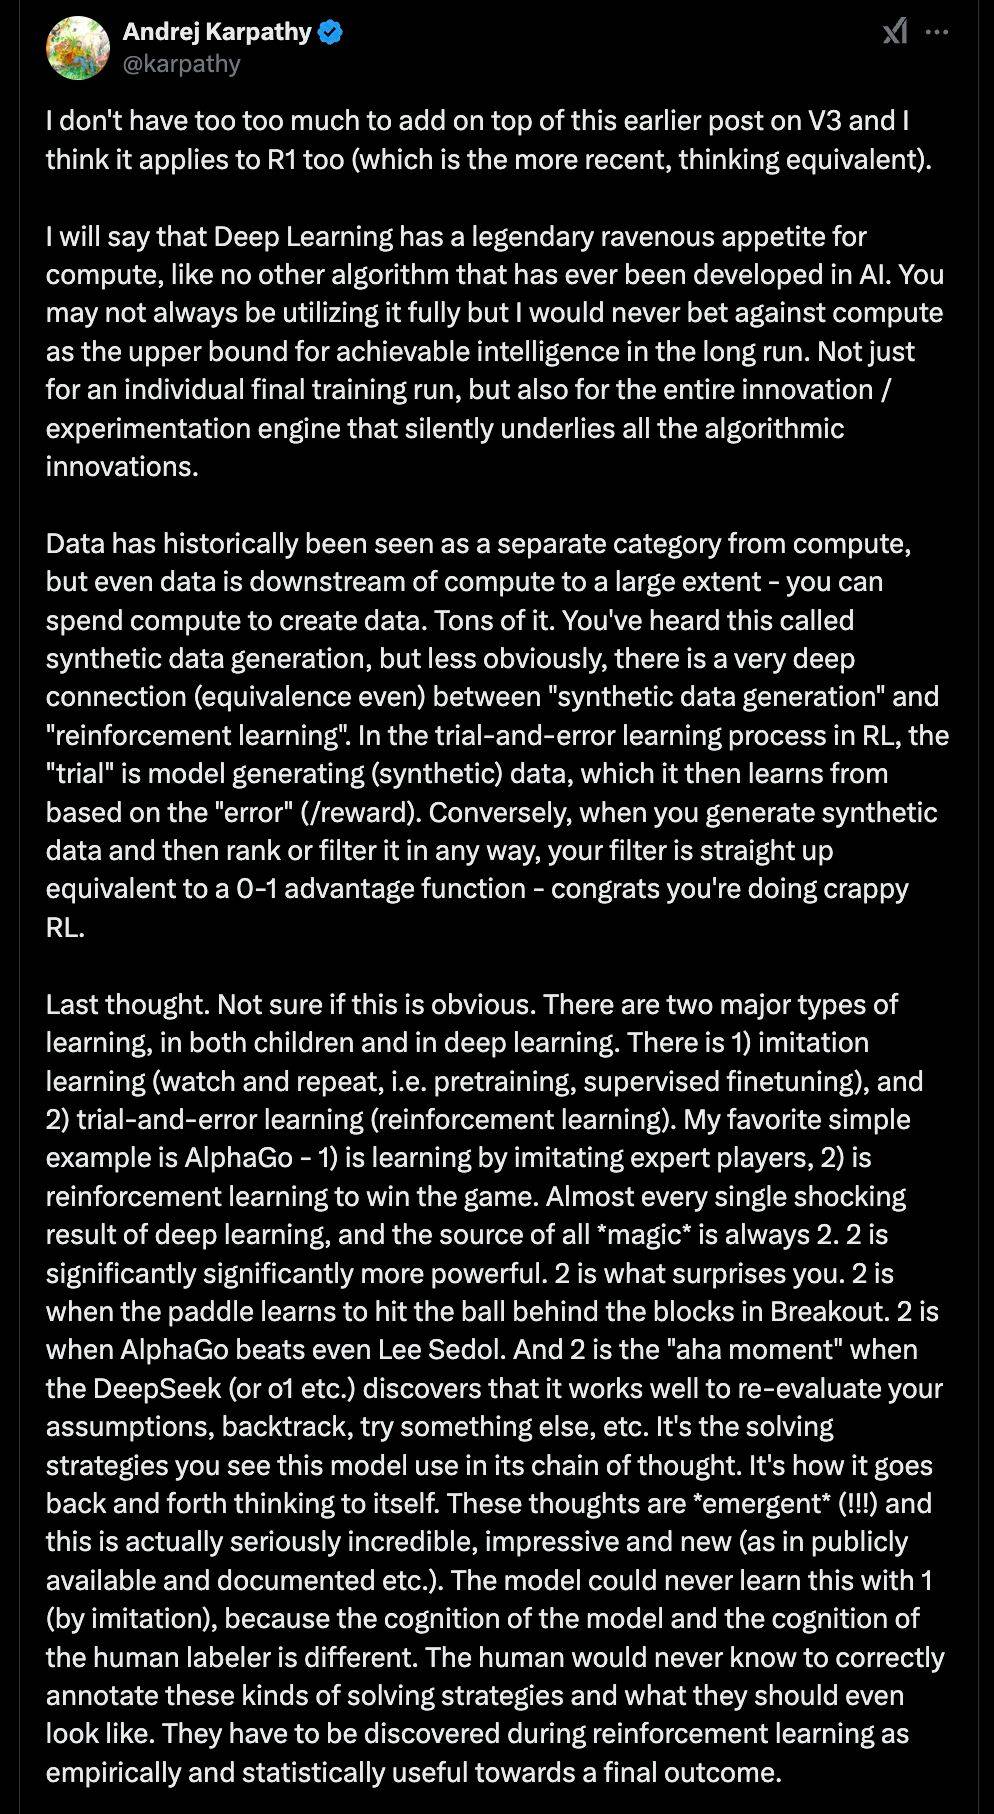 Andrej Karpathy
@karpathy
I don't have too too much to add on top of this earlier post on V3 and I
think it applies to R1 too (which is the more recent, thinking equivalent).
I will say that Deep Learning has a legendary ravenous appetite for
compute, like no other algorithm that has ever been developed in AI. You
may not always be utilizing it fully but I would never bet against compute
as the upper bound for achievable intelligence in the long run. Not just
for an individual final training run, but also for the entire innovation /
experimentation engine that silently underlies all the algorithmic
innovations.
Data has historically been seen as a separate category from compute,
but even data is downstream of compute to a large extent - you can
spend compute to create data. Tons of it. You've heard this called
synthetic data generation, but less obviously, there is a very deep
connection (equivalence even) between "synthetic data generation" and
"reinforcement learning". In the trial-and-error learning process in RL, the
"trial" is model generating (synthetic) data, which it then learns from
based on the "error" (/reward). Conversely, when you generate synthetic
data and then rank or filter it in any way, your filter is straight up
equivalent to a 0-1 advantage function - congrats you're doing crappy
RL.
Last thought. Not sure if this is obvious. There are two major types of
learning, in both children and in deep learning. There is 1) imitation
learning (watch and repeat, i.e. pretraining, supervised finetuning), and
2) trial-and-error learning (reinforcement learning). My favorite simple
example is AlphaGo - 1) is learning by imitating expert players, 2) is
reinforcement learning to win the game. Almost every single shocking
result of deep learning, and the source of all *magic* is always 2. 2 is
significantly significantly more powerful. 2 is what surprises you. 2 is
when the paddle learns to hit the ball behind the blocks in Breakout. 2 is
when AlphaGo beats even Lee Sedol. And 2 is the "aha moment" when
the DeepSeek (or o1 etc.) discovers that it works well to re-evaluate your
assumptions, backtrack, try something else, etc. It's the solving
strategies you see this model use in its chain of thought. It's how it goes
back and forth thinking to itself. These thoughts are *emergent* (!!!) and
this is actually seriously incredible, impressive and new (as in publicly
available and documented etc.). The model could never learn this with 1
(by imitation), because the cognition of the model and the cognition of
the human labeler is different. The human would never know to correctly
annotate these kinds of solving strategies and what they should even
look like. They have to be discovered during reinforcement learning as
empirically and statistically useful towards a final outcome.